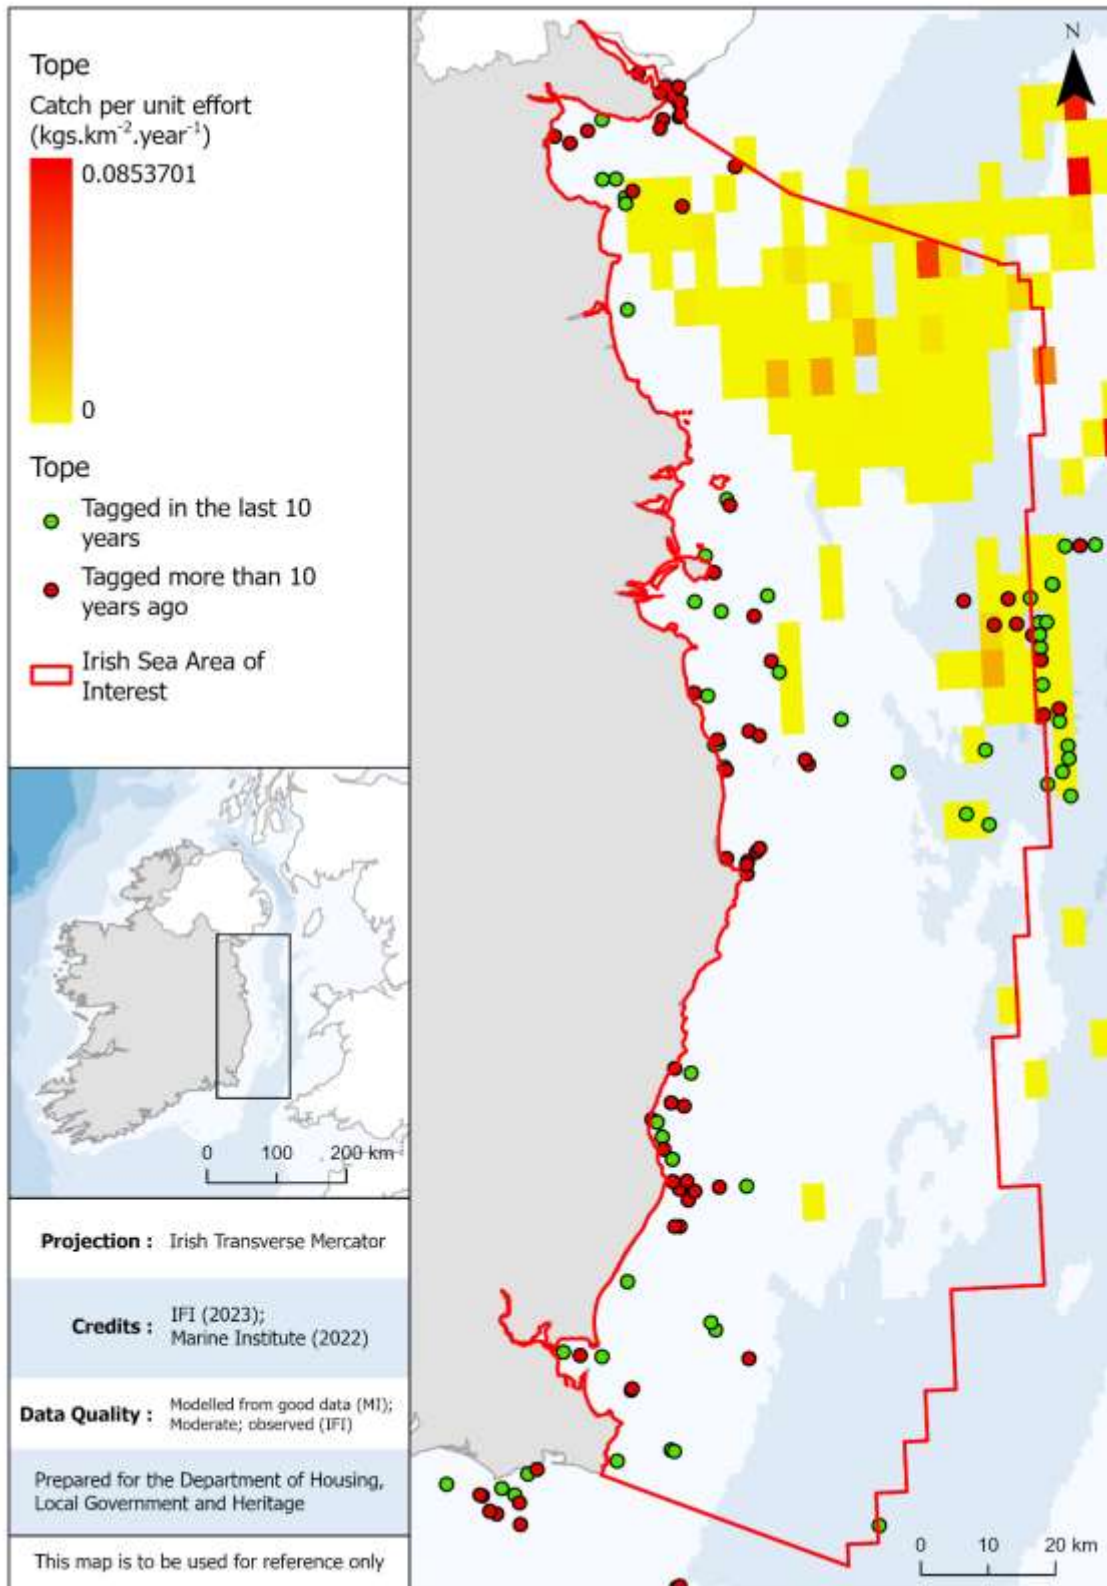 Tope
Catch per unit effort
(kgs.km⁻².year⁻¹)
0.0853701
0
Tope
Tagged in the last 10
years
Tagged more than 10
years ago
Irish Sea Area of
Interest
N
0 100 200 km
Projection : Irish Transverse Mercator
Credits : IFI (2023);
Marine Institute (2022)
Data Quality : Modelled from good data (MI);
Moderate; observed (IFI)
Prepared for the Department of Housing,
Local Government and Heritage
This map is to be used for reference only
0 10 20 km